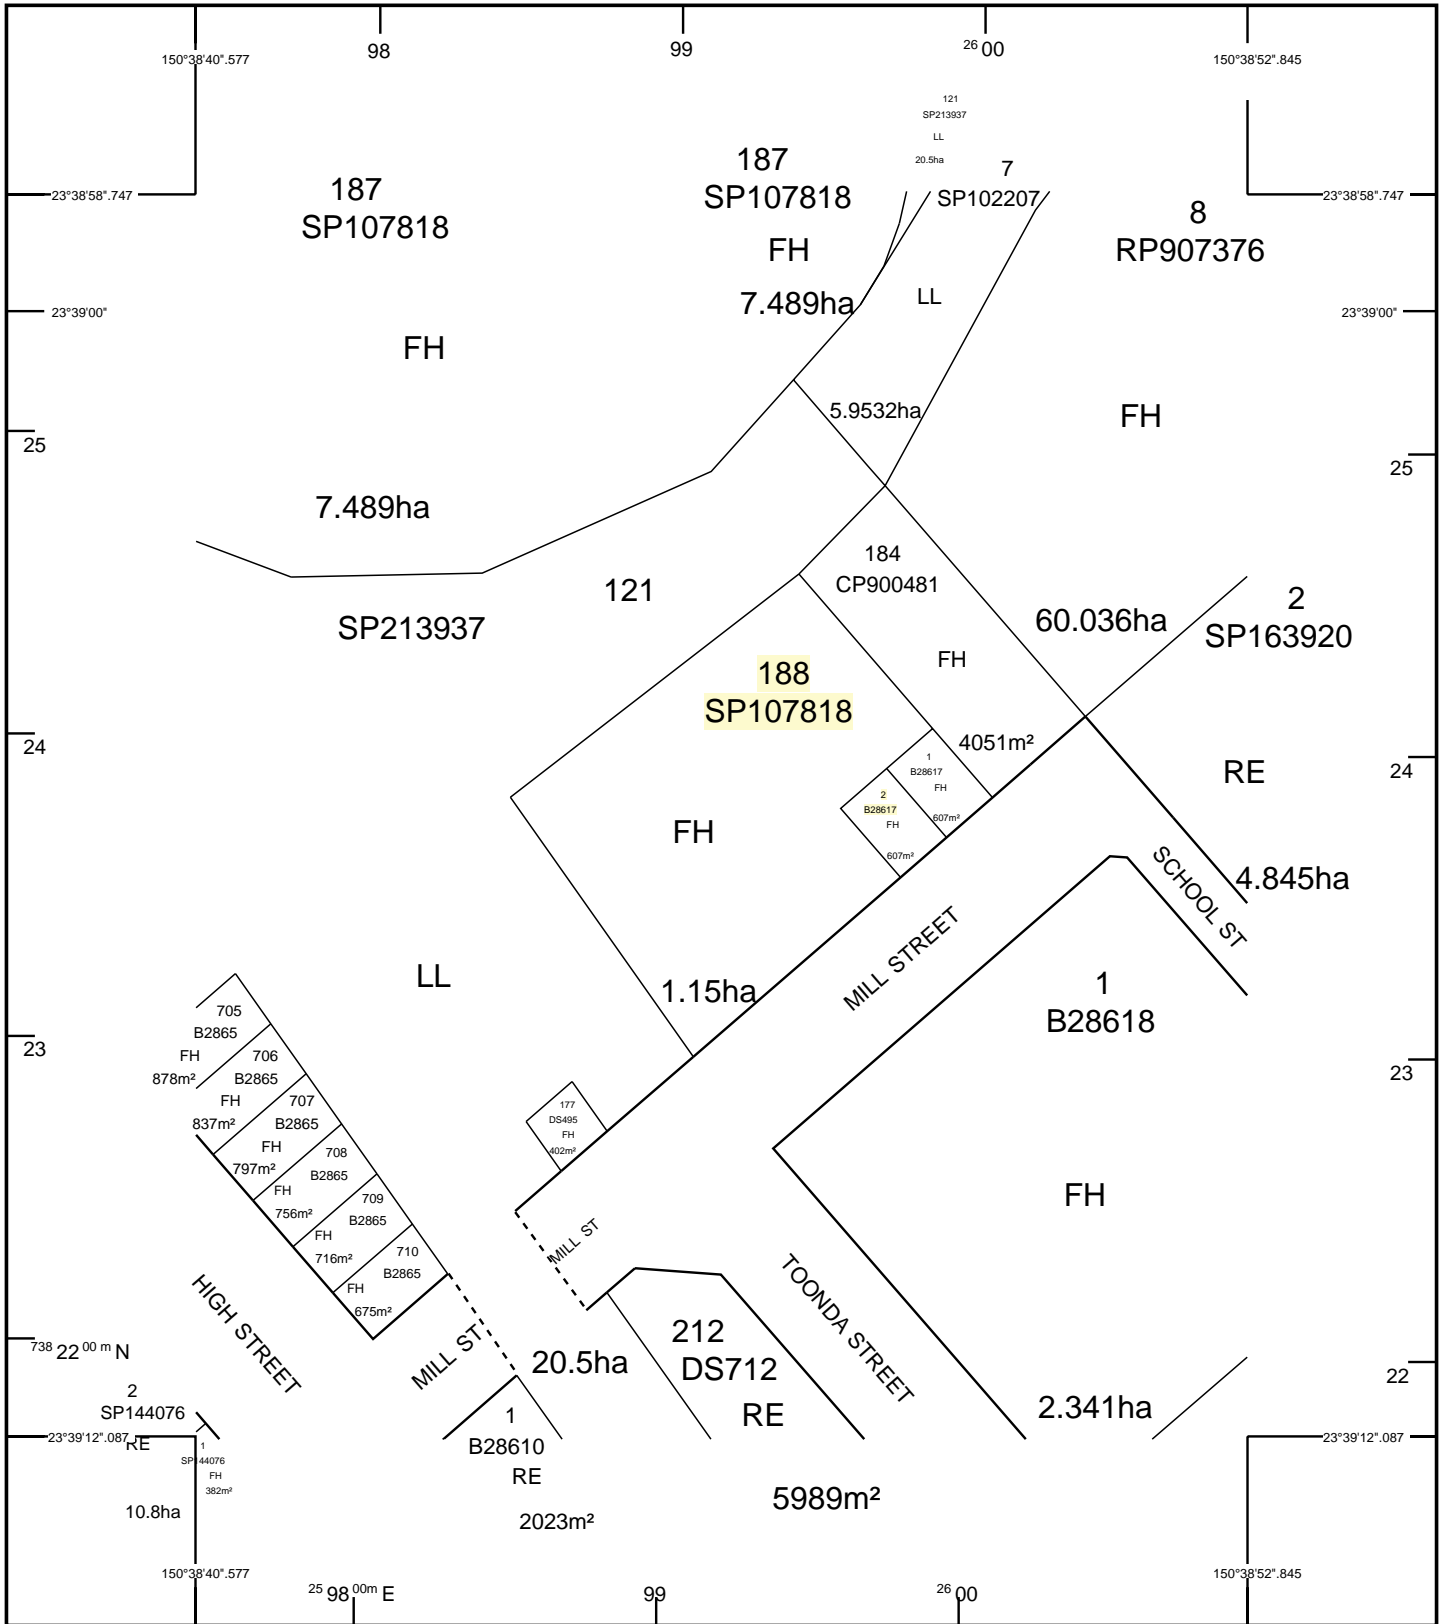 98
99
26 00
150°38'40".577
150°38'52".845
121
SP213937
LL
20.5ha
187
SP107818
187
SP107818
7
SP102207
23°38'58".747
23°38'58".747
8
RP907376
FH
LL
7.489ha
23°39'00"
23°39'00"
FH
5.9532ha
FH
25
25
7.489ha
184
CP900481
121
SP213937
60.036ha
2
SP163920
FH
188
SP107818
24
4051m²
RE
24
1
B28617
FH
607m²
2
B28617
FH
607m²
FH
SCHOOL ST
4.845ha
MILL STREET
LL
1.15ha
1
B28618
705
B2865
FH
878m²
23
23
706
B2865
FH
837m²
707
B2865
FH
797m²
708
B2865
FH
756m²
709
B2865
FH
716m²
710
B2865
FH
675m²
177
DS495
FH
402m²
FH
MILL ST
TOONDA STREET
HIGH STREET
MILL ST
738 22 00 m N
20.5ha
212
DS712
RE
22
2
SP144076
RE
10.8ha
2.341ha
1
B28610
RE
2023m²
23°39'12".087
23°39'12".087
1
SP144076
FH
382m²
5989m²
150°38'40".577
150°38'52".845
25 98 00m E
99
26 00